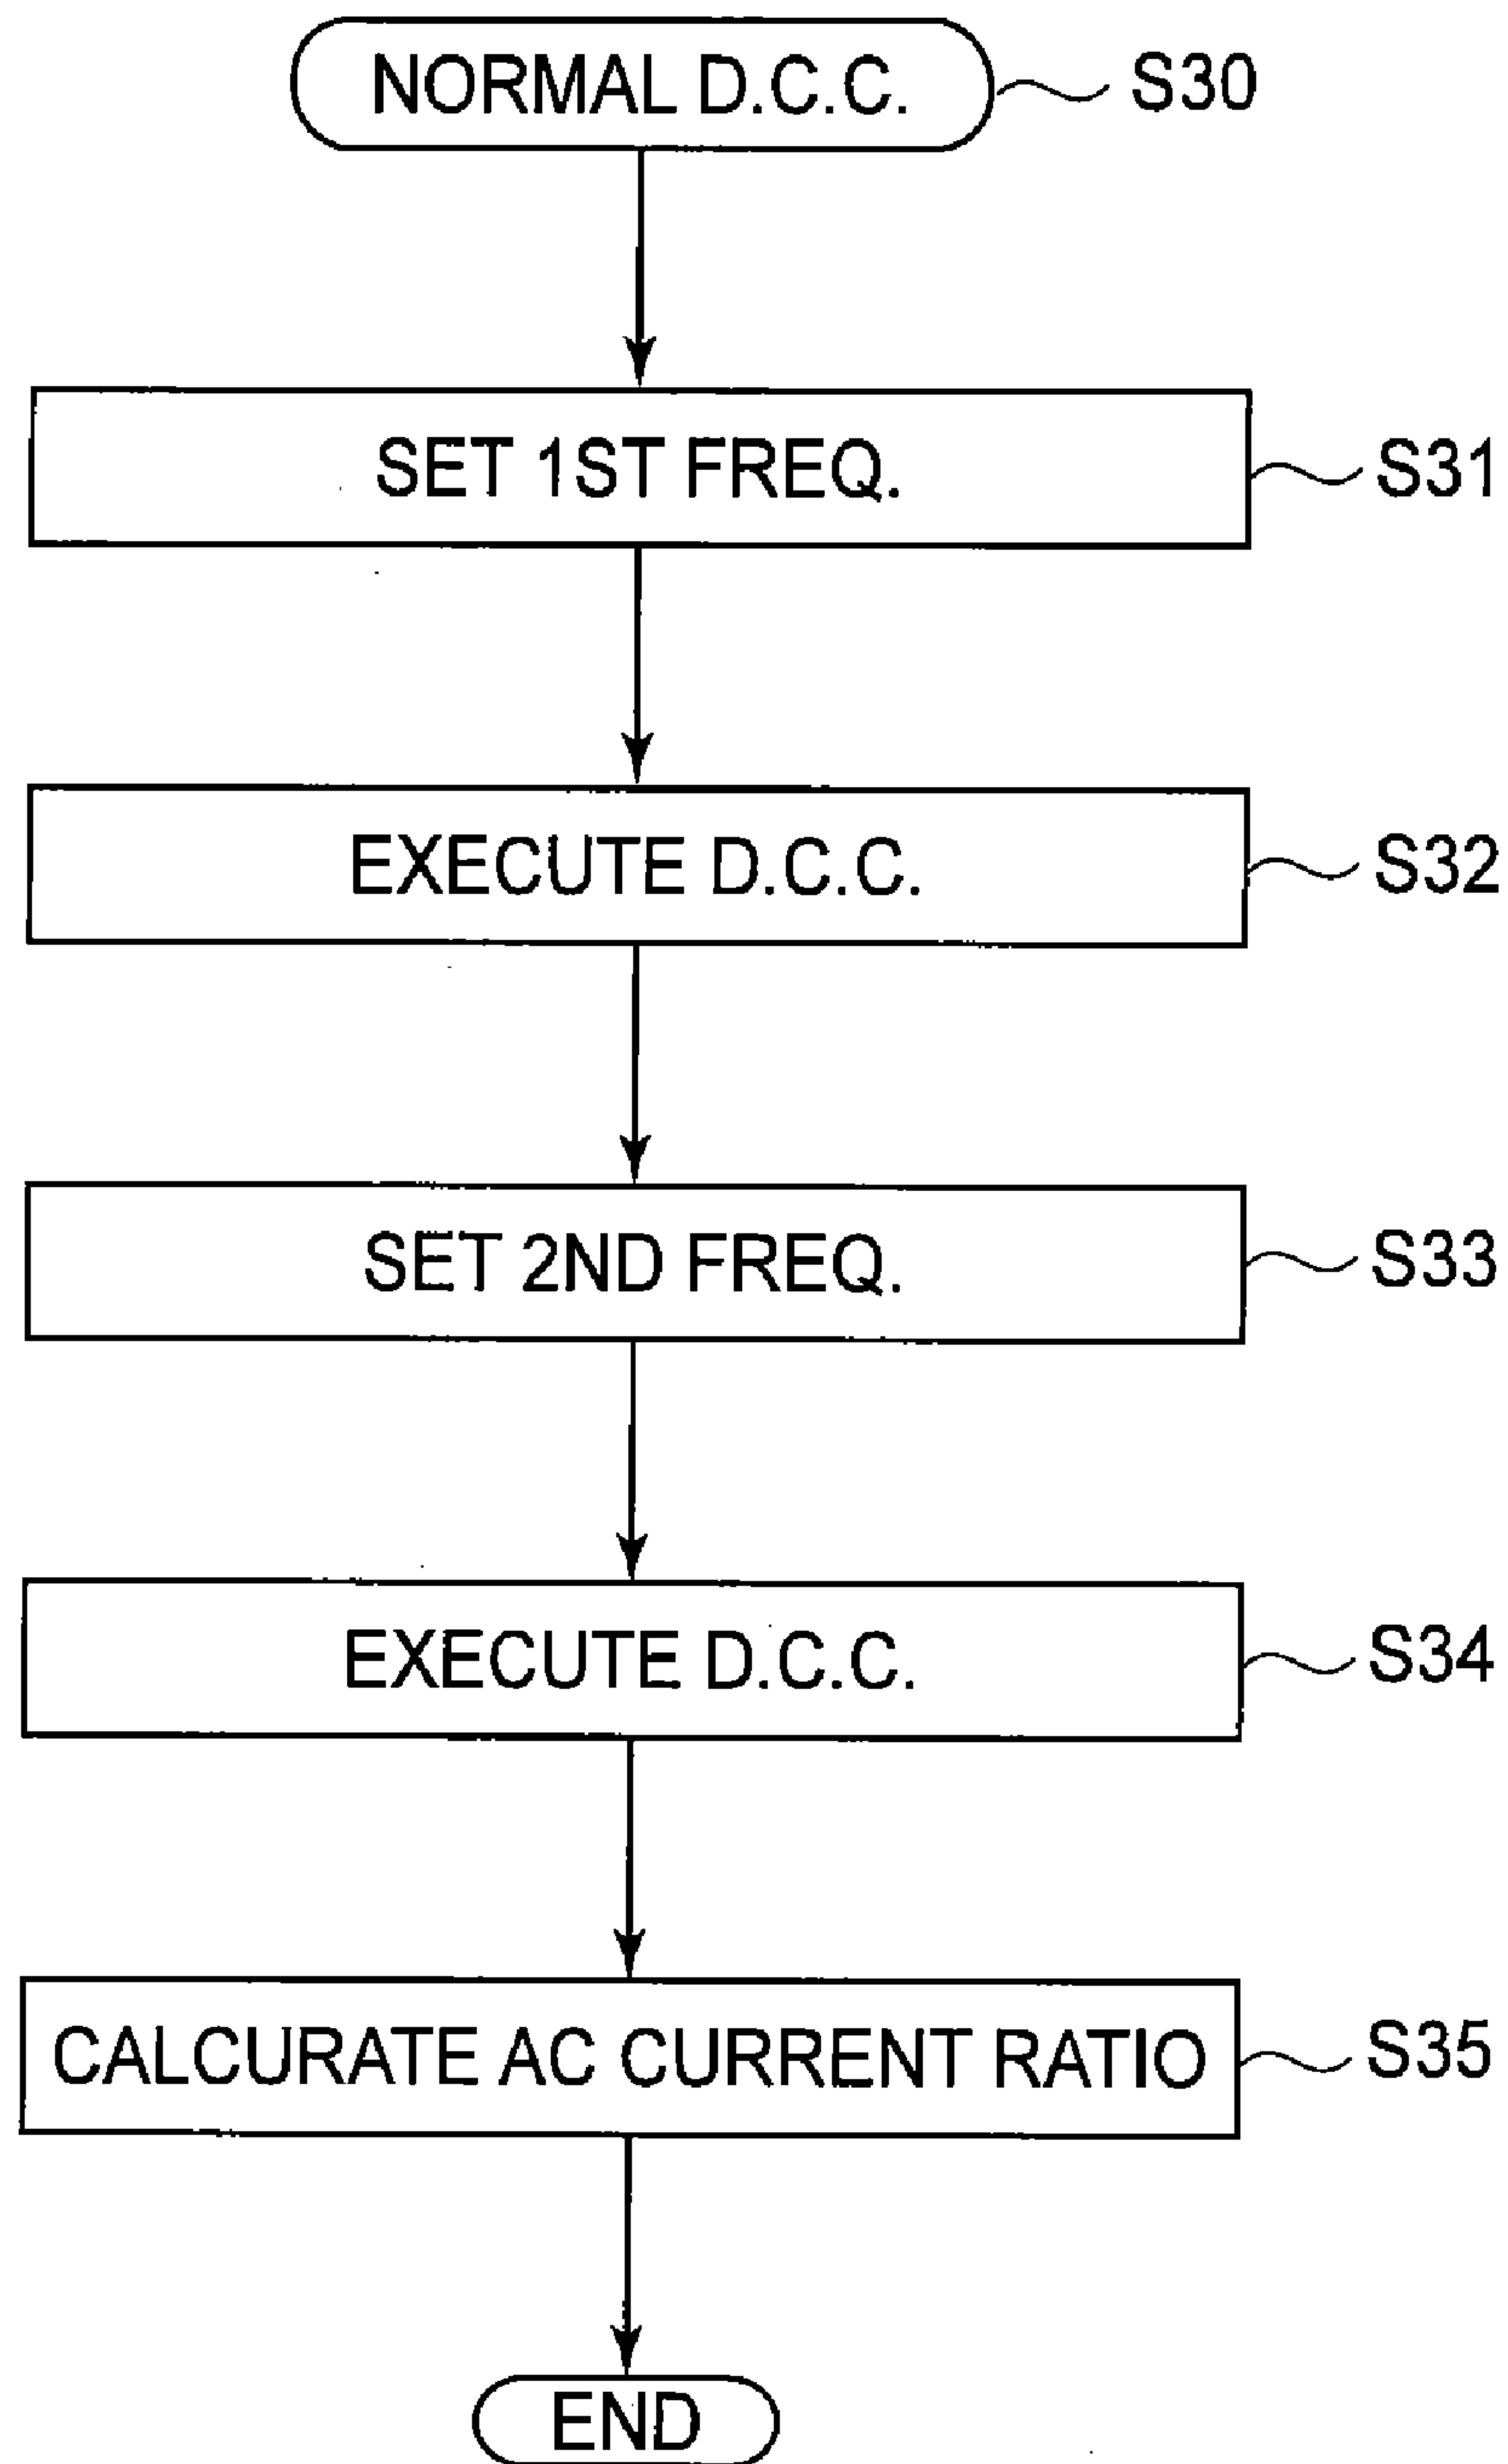 NORMAL D.C.C. S30
SET 1ST FREQ. S31
EXECUTE D.C.C. S32
SET 2ND FREQ. S33
EXECUTE D.C.C. S34
CALCURATE AC CURRENT RATIO S35
END